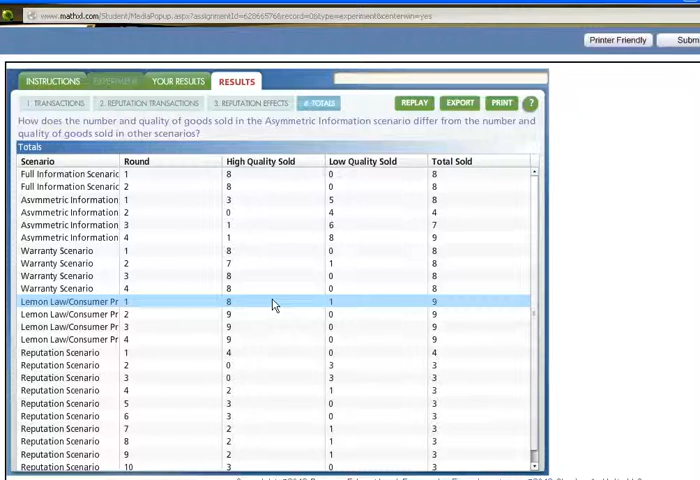 www.mathxl.com/Student/MediaPopup.aspx?assignmentId=62866576&record=0&type=experiment&centerwin=yes
Printer Friendly Subm
INSTRUCTIONS YOUR RESULTS RESULTS
1. TRANSACTIONS 2. REPUTATION TRANSACTIONS 3. REPUTATION EFFECTS 4. TOTALS REPLAY EXPORT PRINT ?
How does the number and quality of goods sold in the Asymmetric Information scenario differ from the number and
quality of goods sold in other scenarios?
Totals
Scenario Round High Quality Sold Low Quality Sold Total Sold
Full Information Scenaric 1 8 0 8
Full Information Scenaric 2 8 0 8
Asymmetric Information 1 3 5 8
Asymmetric Information 2 0 4 4
Asymmetric Information 3 1 6 7
Asymmetric Information 4 1 8 9
Warranty Scenario 1 8 0 8
Warranty Scenario 2 7 1 8
Warranty Scenario 3 8 0 8
Warranty Scenario 4 8 0 8
Lemon Law/Consumer Pr 1 8 1 9
Lemon Law/Consumer Pr 2 9 0 9
Lemon Law/Consumer Pr 3 9 0 9
Lemon Law/Consumer Pr 4 9 0 9
Reputation Scenario 1 4 0 4
Reputation Scenario 2 0 3 3
Reputation Scenario 3 0 3 3
Reputation Scenario 4 2 1 3
Reputation Scenario 5 3 0 3
Reputation Scenario 6 3 0 3
Reputation Scenario 7 2 1 3
Reputation Scenario 8 2 1 3
Reputation Scenario 9 2 1 3
Reputation Scenario 10 3 0 3